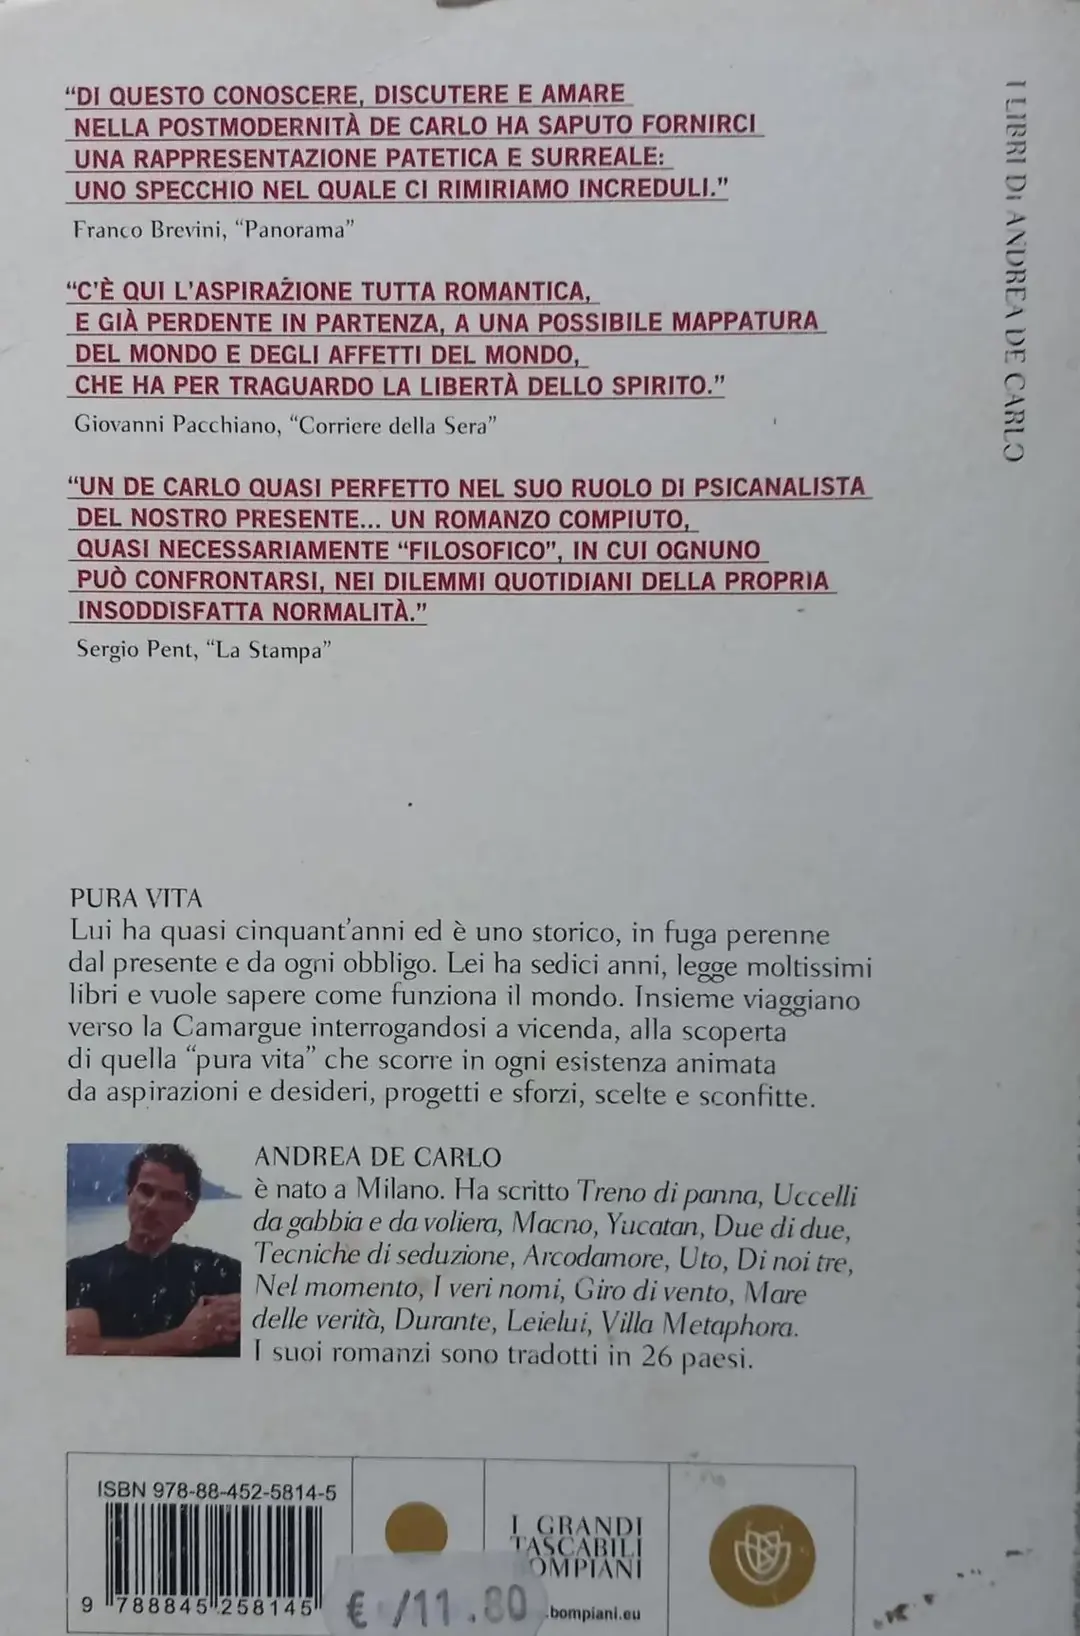 “DI QUESTO CONOSCERE, DISCUTERE E AMARE
NELLA POSTMODERNITÀ DE CARLO HA SAPUTO FORNIRCI
UNA RAPPRESENTAZIONE PATETICA E SURREALE:
UNO SPECCHIO NEL QUALE CI RIMIRIAMO INCREDULI.”
Franco Brevini, “Panorama”
“C'È QUI L'ASPIRAZIONE TUTTA ROMANTICA,
E GIÀ PERDENTE IN PARTENZA, A UNA POSSIBILE MAPPATURA
DEL MONDO E DEGLI AFFETTI DEL MONDO,
CHE HA PER TRAGUARDO LA LIBERTÀ DELLO SPIRITO.”
Giovanni Pacchiano, “Corriere della Sera”
“UN DE CARLO QUASI PERFETTO NEL SUO RUOLO DI PSICANALISTA
DEL NOSTRO PRESENTE... UN ROMANZO COMPIUTO,
QUASI NECESSARIAMENTE “FILOSOFICO”, IN CUI OGNUNO
PUÒ CONFRONTARSI, NEI DILEMMI QUOTIDIANI DELLA PROPRIA
INSODDISFATTA NORMALITÀ.”
Sergio Pent, “La Stampa”
I LIBRI DI ANDREA DE CARLO
PURA VITA
Lui ha quasi cinquant'anni ed è uno storico, in fuga perenne
dal presente e da ogni obbligo. Lei ha sedici anni, legge moltissimi
libri e vuole sapere come funziona il mondo. Insieme viaggiano
verso la Camargue interrogandosi a vicenda, alla scoperta
di quella “pura vita” che scorre in ogni esistenza animata
da aspirazioni e desideri, progetti e sforzi, scelte e sconfitte.
ANDREA DE CARLO
è nato a Milano. Ha scritto Treno di panna, Uccelli
da gabbia e da voliera, Macno, Yucatan, Due di due,
Tecniche di seduzione, Arcodamore, Uto, Di noi tre,
Nel momento, I veri nomi, Giro di vento, Mare
delle verità, Durante, Leielui, Villa Metaphora.
I suoi romanzi sono tradotti in 26 paesi.
ISBN 978-88-452-5814-5
9 788845 258145
I GRANDI
TASCABILI
OMPIANI
.bompiani.eu
€ /11.80